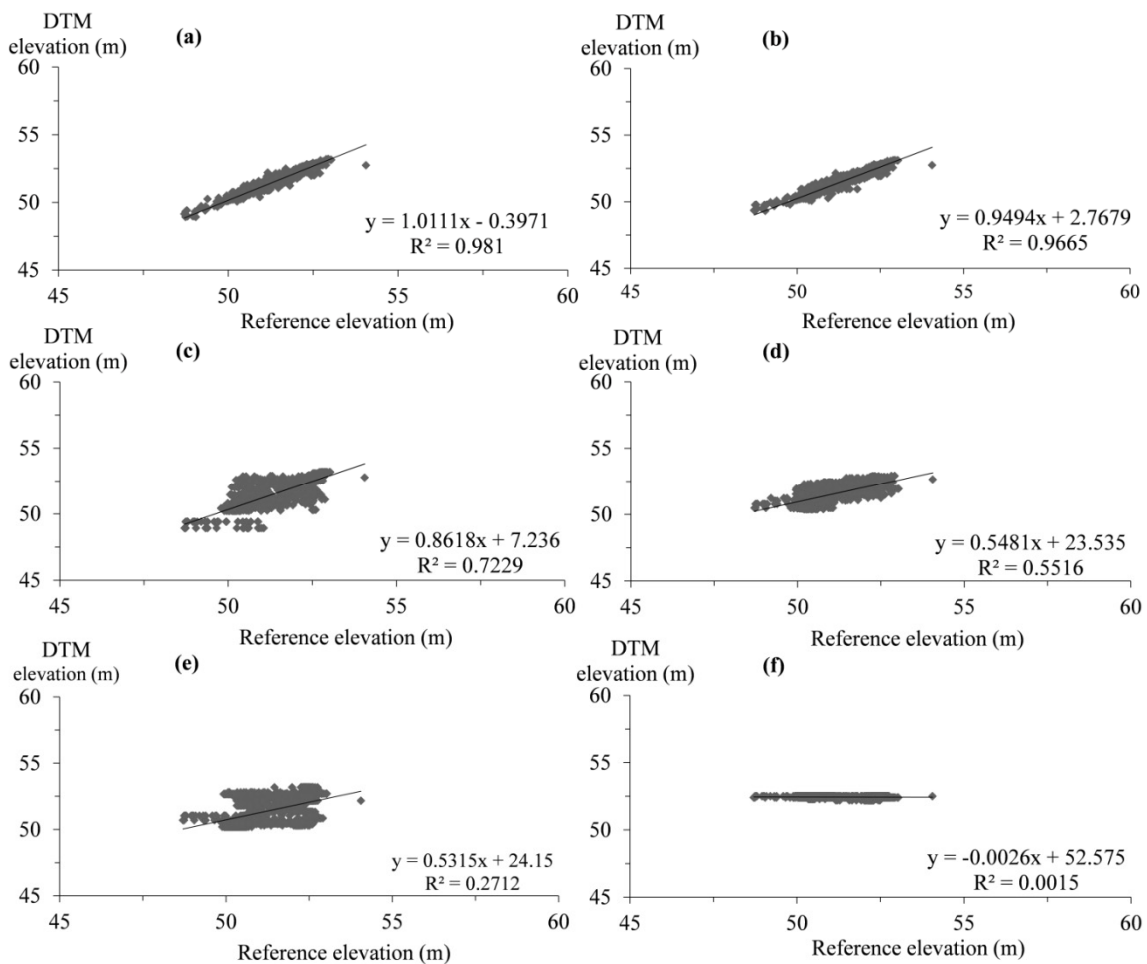 DTM
elevation (m)
(a)
60
55
50
45
45
50
55
60
y = 1.0111x - 0.3971
R² = 0.981
Reference elevation (m)
DTM
elevation (m)
(b)
60
55
50
45
45
50
55
60
y = 0.9494x + 2.7679
R² = 0.9665
Reference elevation (m)
DTM
elevation (m)
(c)
60
55
50
45
45
50
55
60
y = 0.8618x + 7.236
R² = 0.7229
Reference elevation (m)
DTM
elevation (m)
(d)
60
55
50
45
45
50
55
60
y = 0.5481x + 23.535
R² = 0.5516
Reference elevation (m)
DTM
elevation (m)
(e)
60
55
50
45
45
50
55
60
y = 0.5315x + 24.15
R² = 0.2712
Reference elevation (m)
DTM
elevation (m)
(f)
60
55
50
45
45
50
55
60
y = -0.0026x + 52.575
R² = 0.0015
Reference elevation (m)